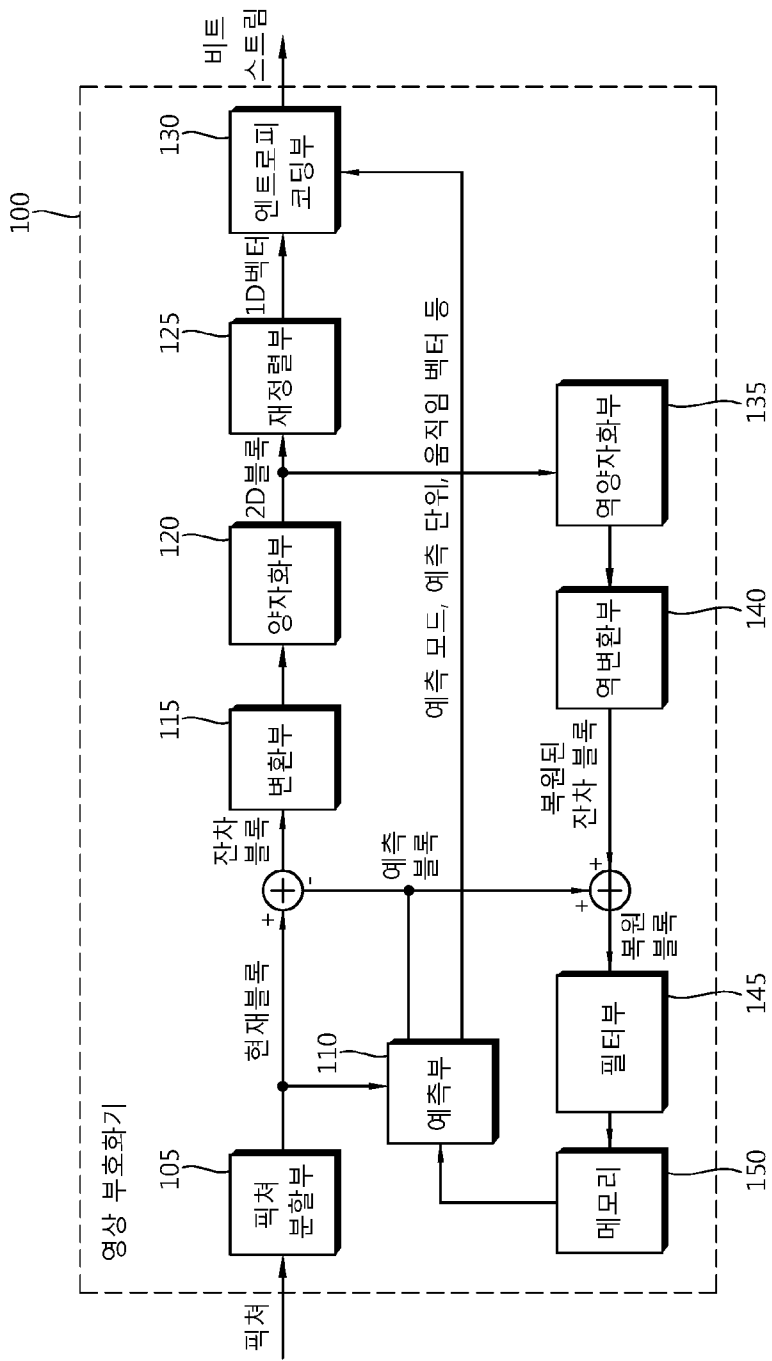 영상 부호화기
100
픽쳐
픽쳐
분할부
105
현재블록
+
-
잔차
블록
변환부
115
양자화부
120
2D블록
재정렬부
125
1D벡터
엔트로피
코딩부
130
비트
스트림
예측부
110
예측
블록
예측 모드, 예측 단위, 움직임 벡터 등
메모리
150
필터부
145
복원
블록
+
+
복원된
잔차 블록
역변환부
140
역양자화부
135